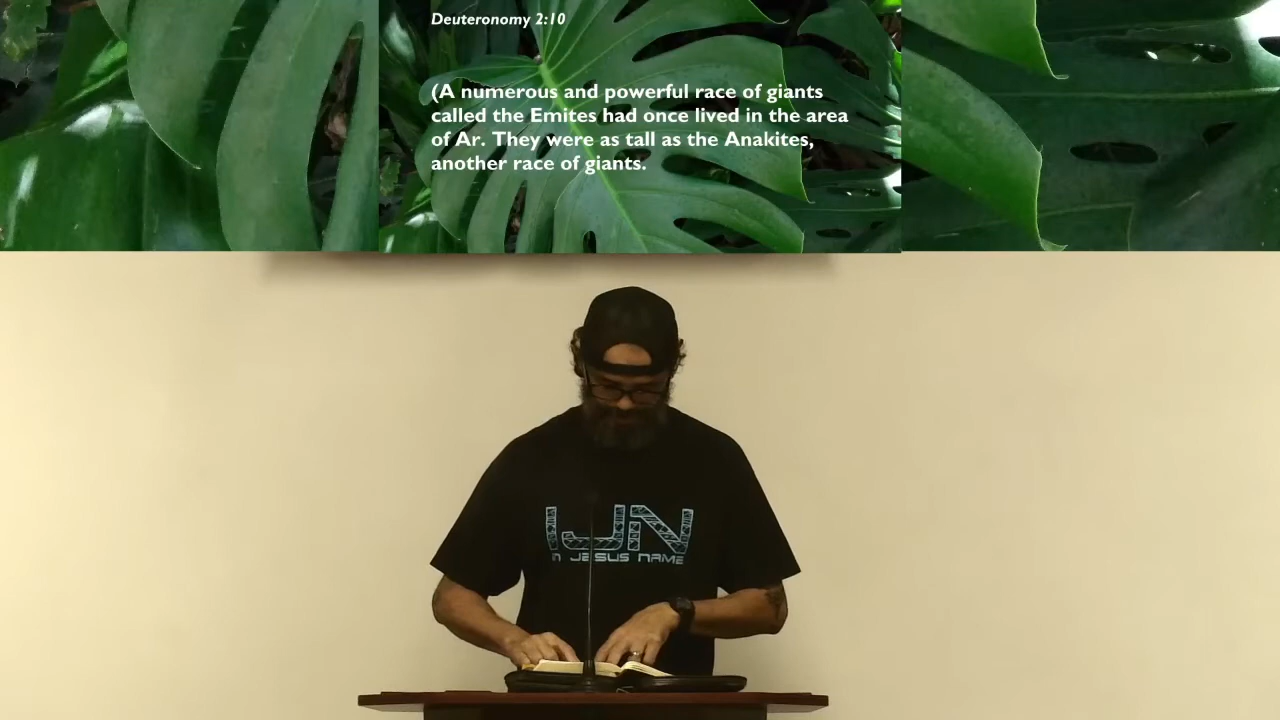 Deuteronomy 2:10
(A numerous and powerful race of giants
called the Emites had once lived in the area
of Ar. They were as tall as the Anakites,
another race of giants.
IJN
IN JESUS NAME